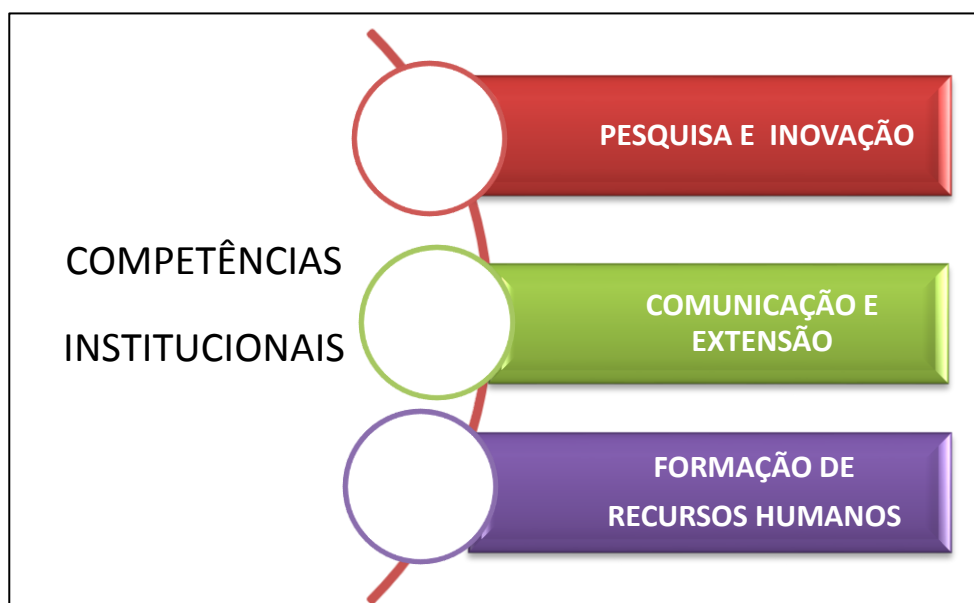 COMPETÊNCIAS
INSTITUCIONAIS
PESQUISA E INOVAÇÃO
COMUNICAÇÃO E
EXTENSÃO
FORMAÇÃO DE
RECURSOS HUMANOS